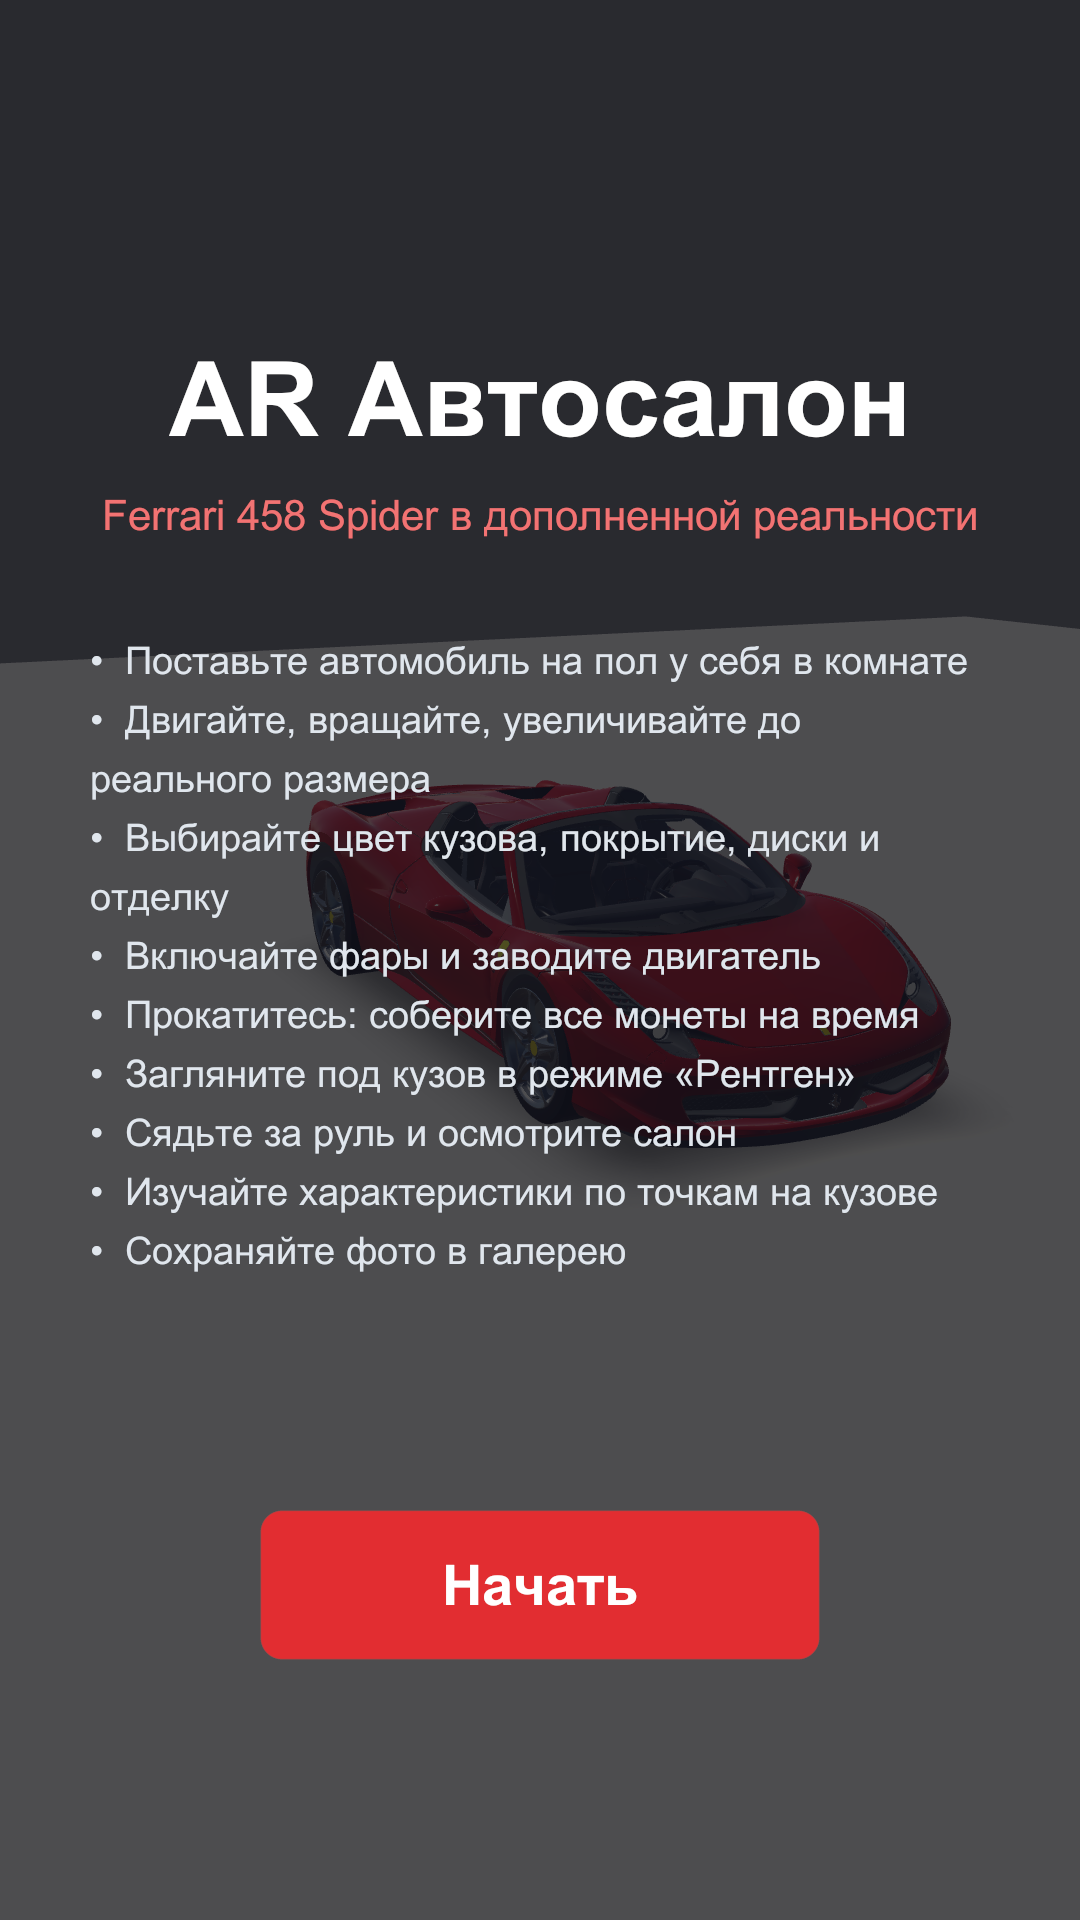 AR Автосалон
Ferrari 458 Spider в дополненной реальности
• Поставьте автомобиль на пол у себя в комнате
• Двигайте, вращайте, увеличивайте до
реального размера
• Выбирайте цвет кузова, покрытие, диски и
отделку
• Включайте фары и заводите двигатель
• Прокатитесь: соберите все монеты на время
• Загляните под кузов в режиме «Рентген»
• Сядьте за руль и осмотрите салон
• Изучайте характеристики по точкам на кузове
• Сохраняйте фото в галерею
Начать